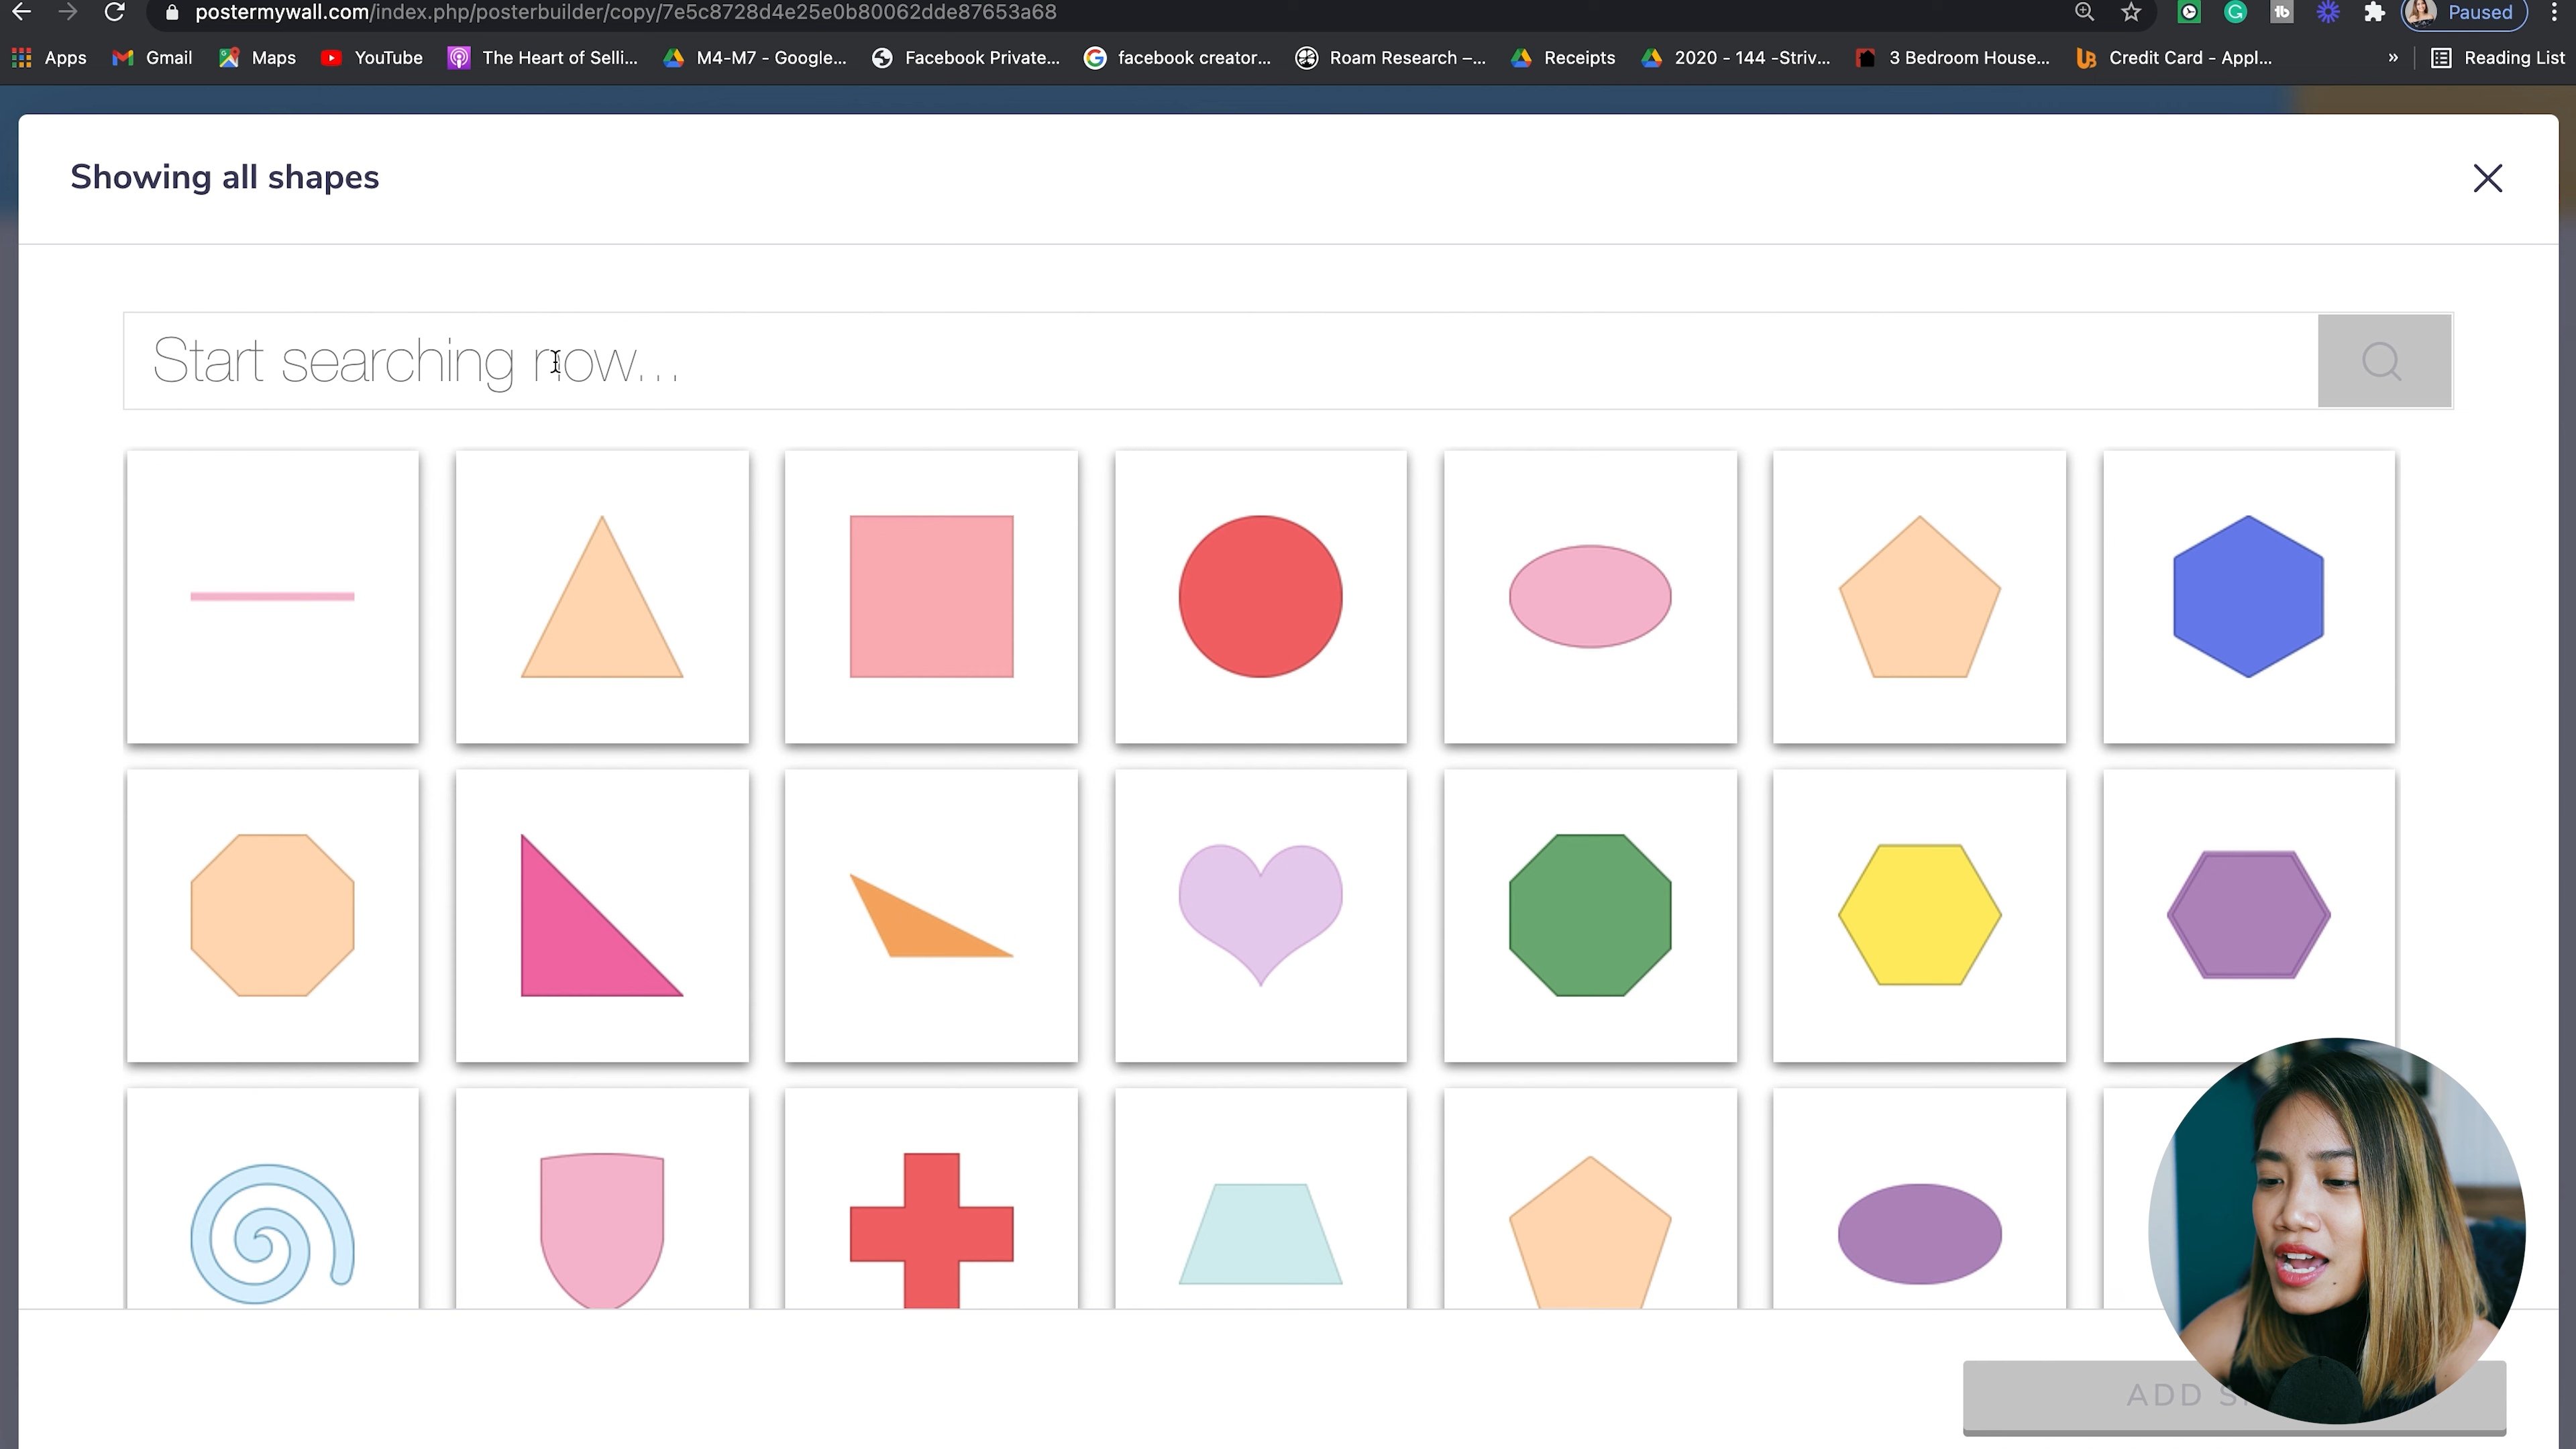 postermywall.com/index.php/posterbuilder/copy/7e5c8728d4e25e0b80062dde87653a68
Paused
Apps Gmail Maps YouTube The Heart of Selli... M4-M7 - Google... Facebook Private... facebook creator... Roam Research –... Receipts 2020 - 144 -Striv... 3 Bedroom House... Credit Card - Appl... » Reading List
Showing all shapes
Start searching now...
ADD